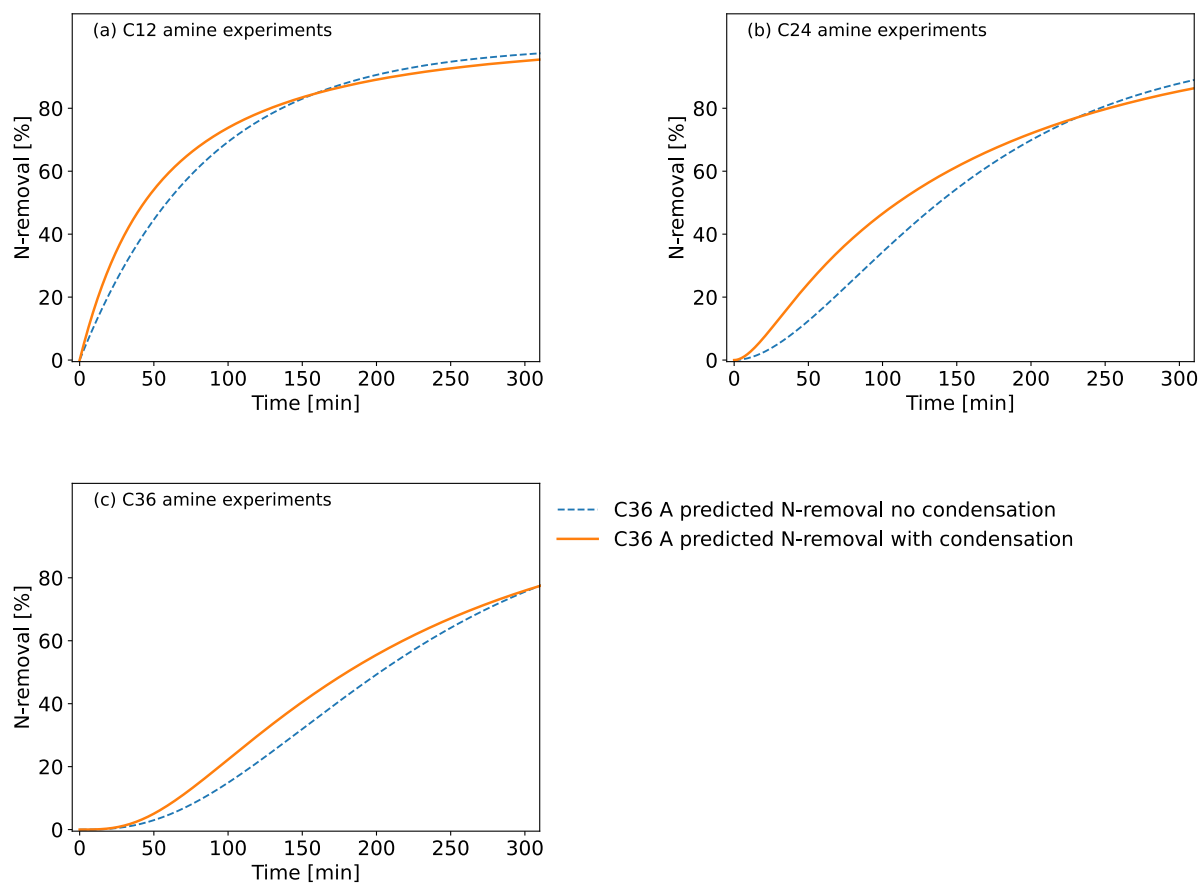 (a) C12 amine experiments
N-removal [%]
80
60
40
20
0
0 50 100 150 200 250 300
Time [min]
(b) C24 amine experiments
N-removal [%]
80
60
40
20
0
0 50 100 150 200 250 300
Time [min]
(c) C36 amine experiments
N-removal [%]
80
60
40
20
0
0 50 100 150 200 250 300
Time [min]
C36 A predicted N-removal no condensation
C36 A predicted N-removal with condensation